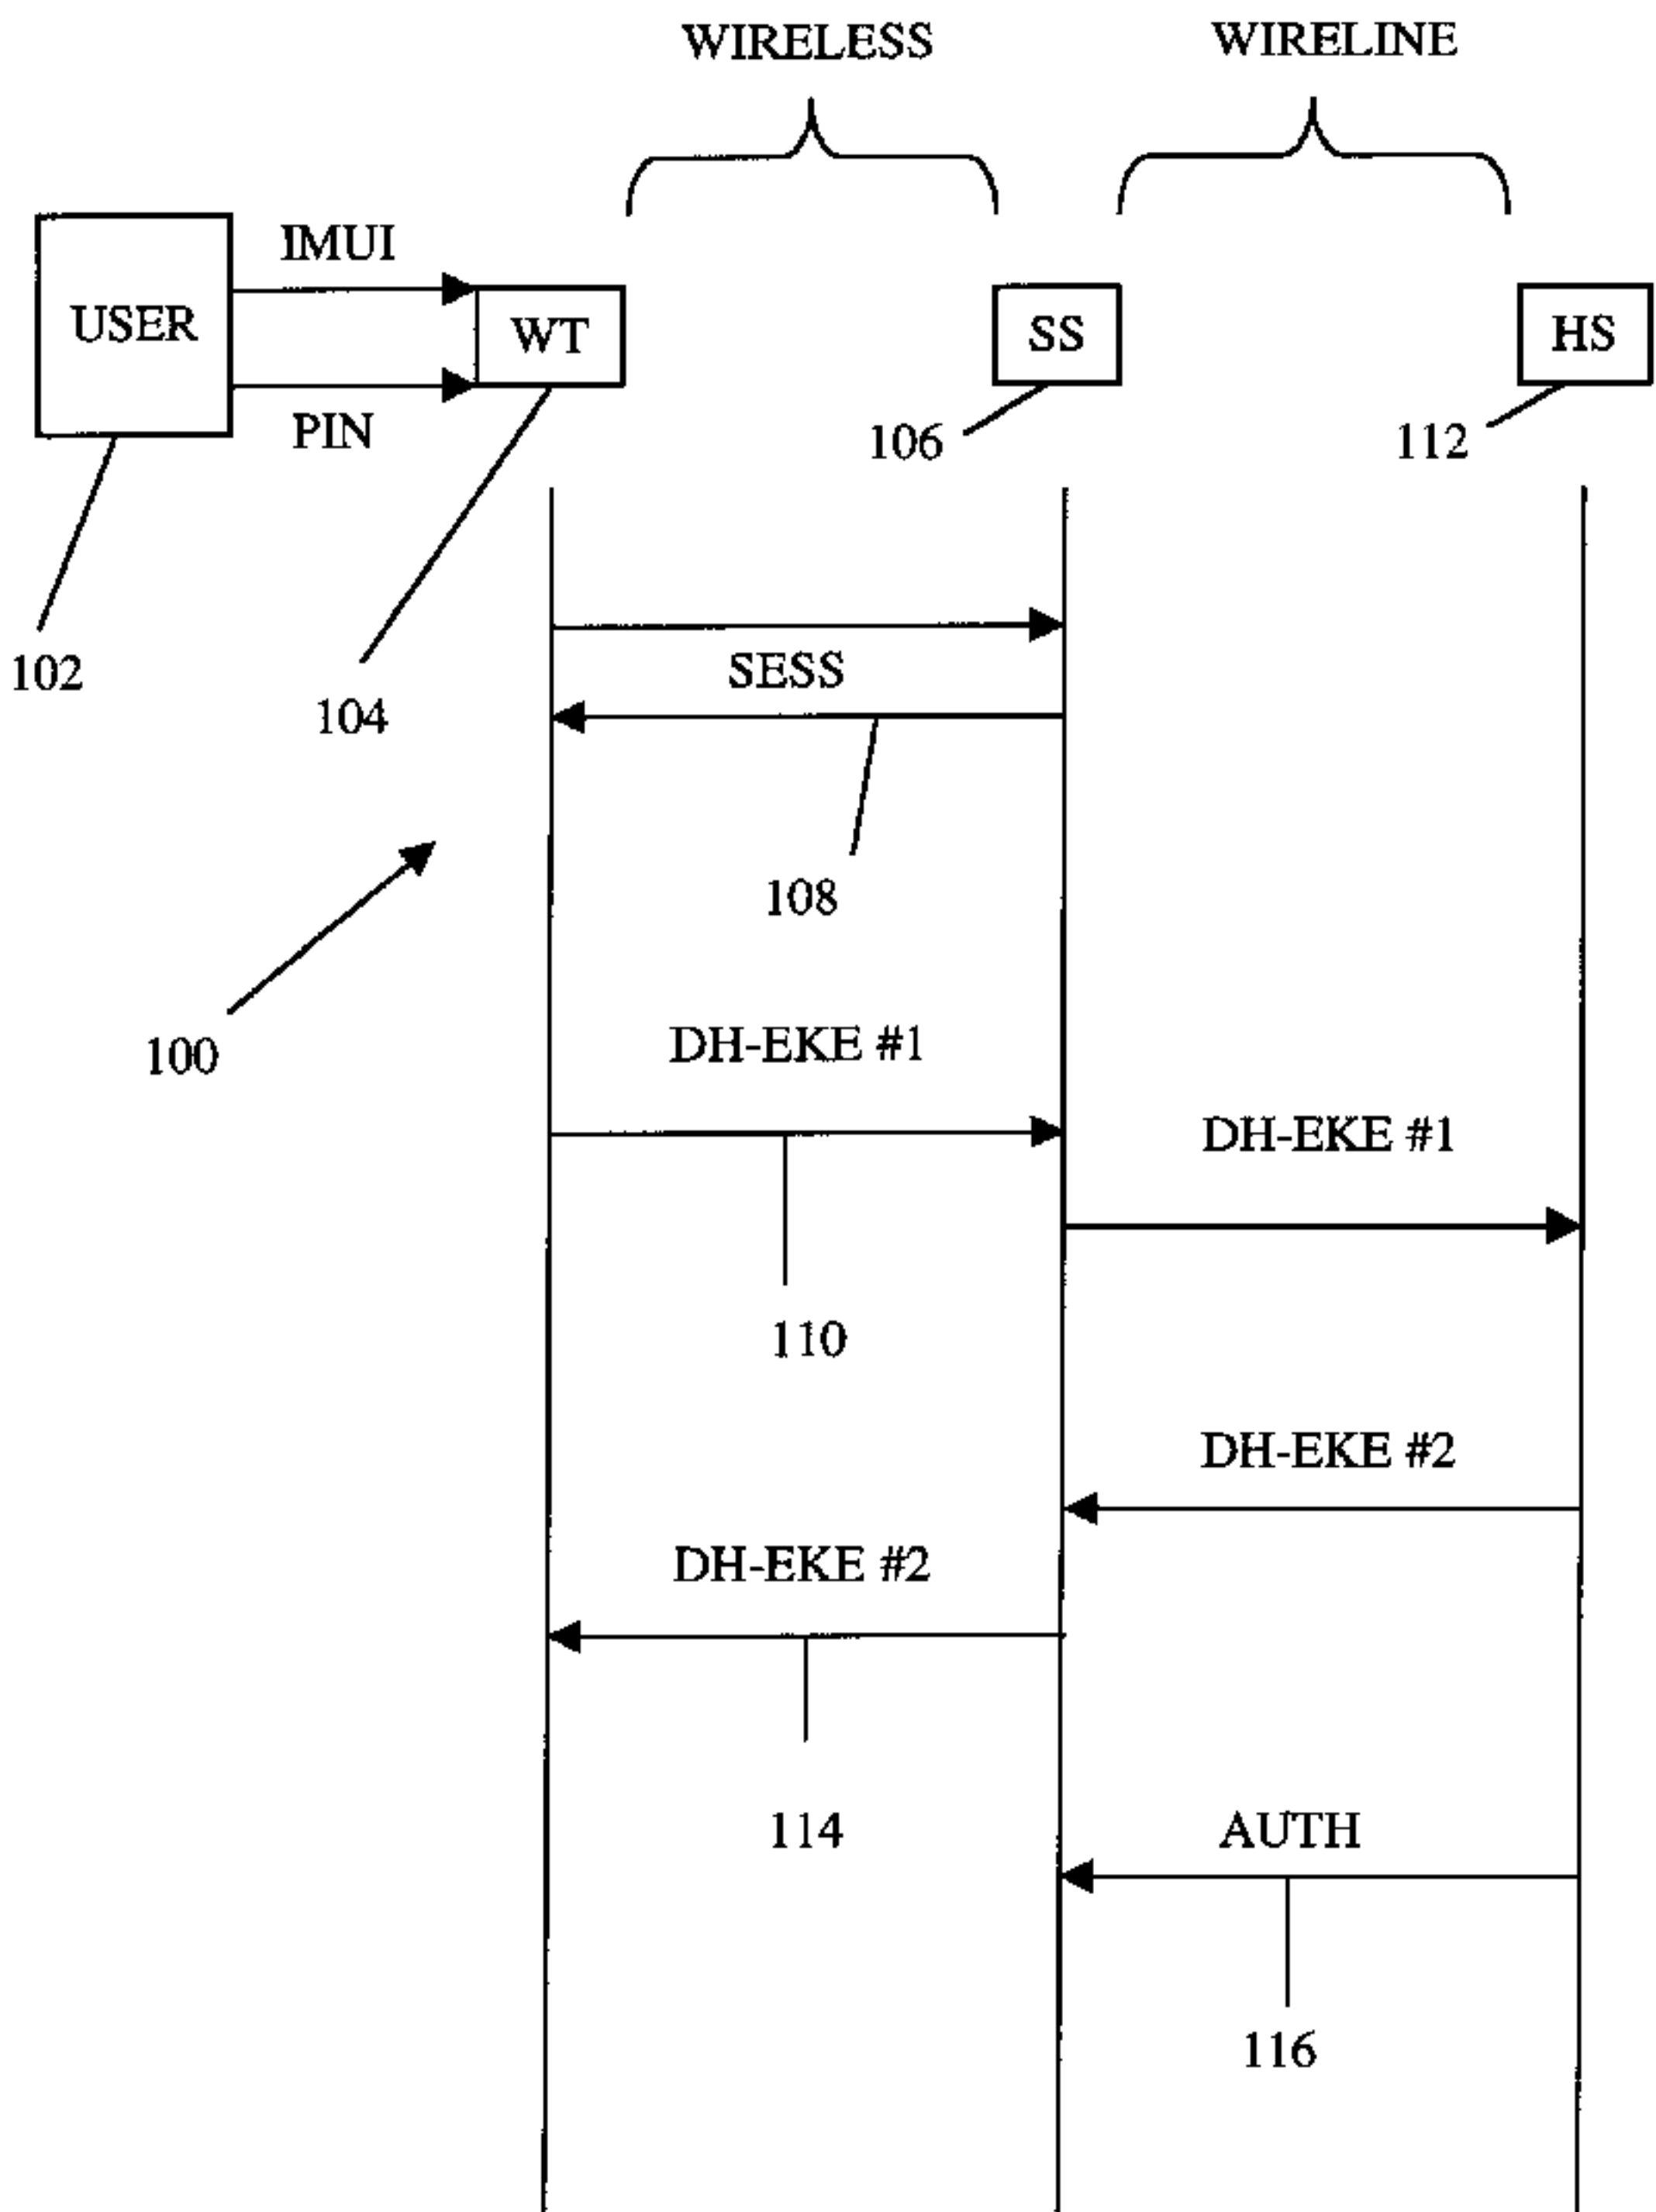 WIRELESS
WIRELINE
IMUI
USER
WT
SS
HS
PIN
106
112
102
SESS
104
108
100
DH-EKE #1
DH-EKE #1
110
DH-EKE #2
DH-EKE #2
114
AUTH
116